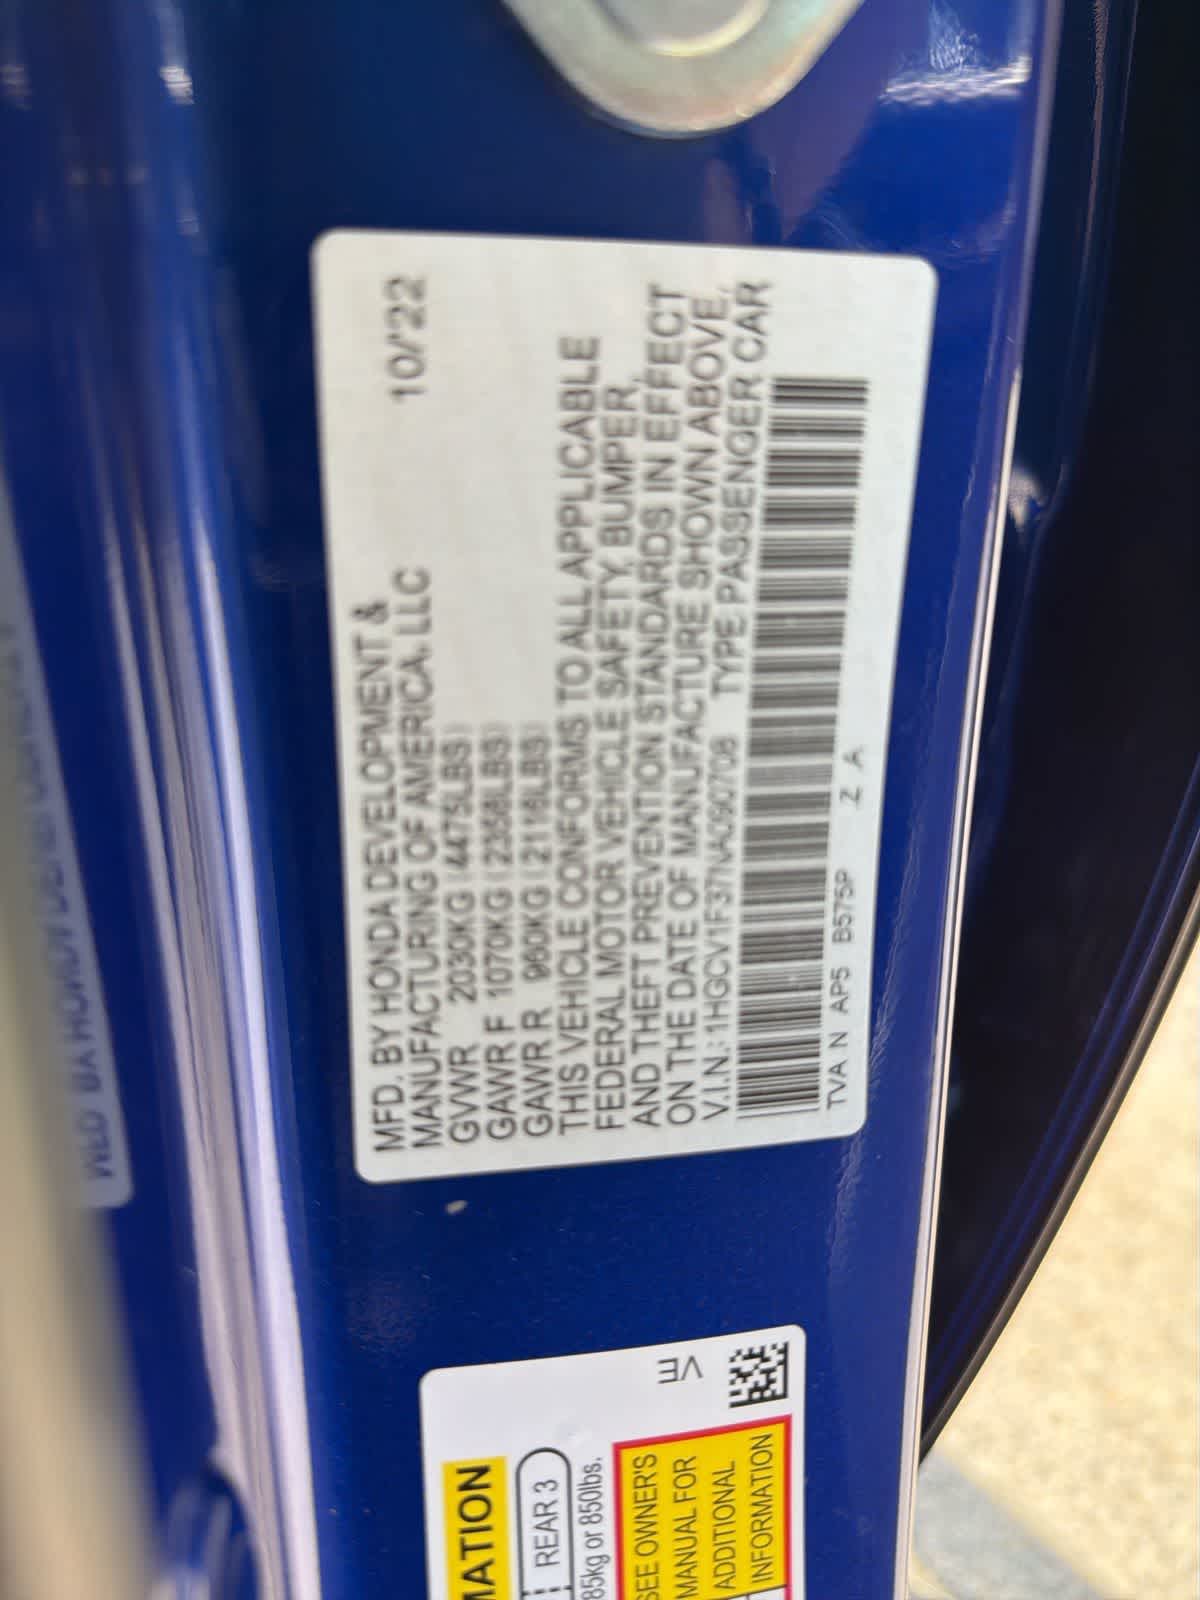 MFD. BY HONDA DEVELOPMENT &
MANUFACTURING OF AMERICA, LLC 10/'22
GVWR 2030KG (4475LBS)
GAWR F 1070KG (2358LBS)
GAWR R 960KG (2116LBS)
THIS VEHICLE CONFORMS TO ALL APPLICABLE
FEDERAL MOTOR VEHICLE SAFETY, BUMPER,
AND THEFT PREVENTION STANDARDS IN EFFECT
ON THE DATE OF MANUFACTURE SHOWN ABOVE.
V.I.N.: 1HGCV1F37NA090708 TYPE:PASSENGER CAR
TVA N AP5 B575P Z A
VE
MATION
REAR 3
85kg or 850lbs.
SEE OWNER'S
MANUAL FOR
ADDITIONAL
INFORMATION